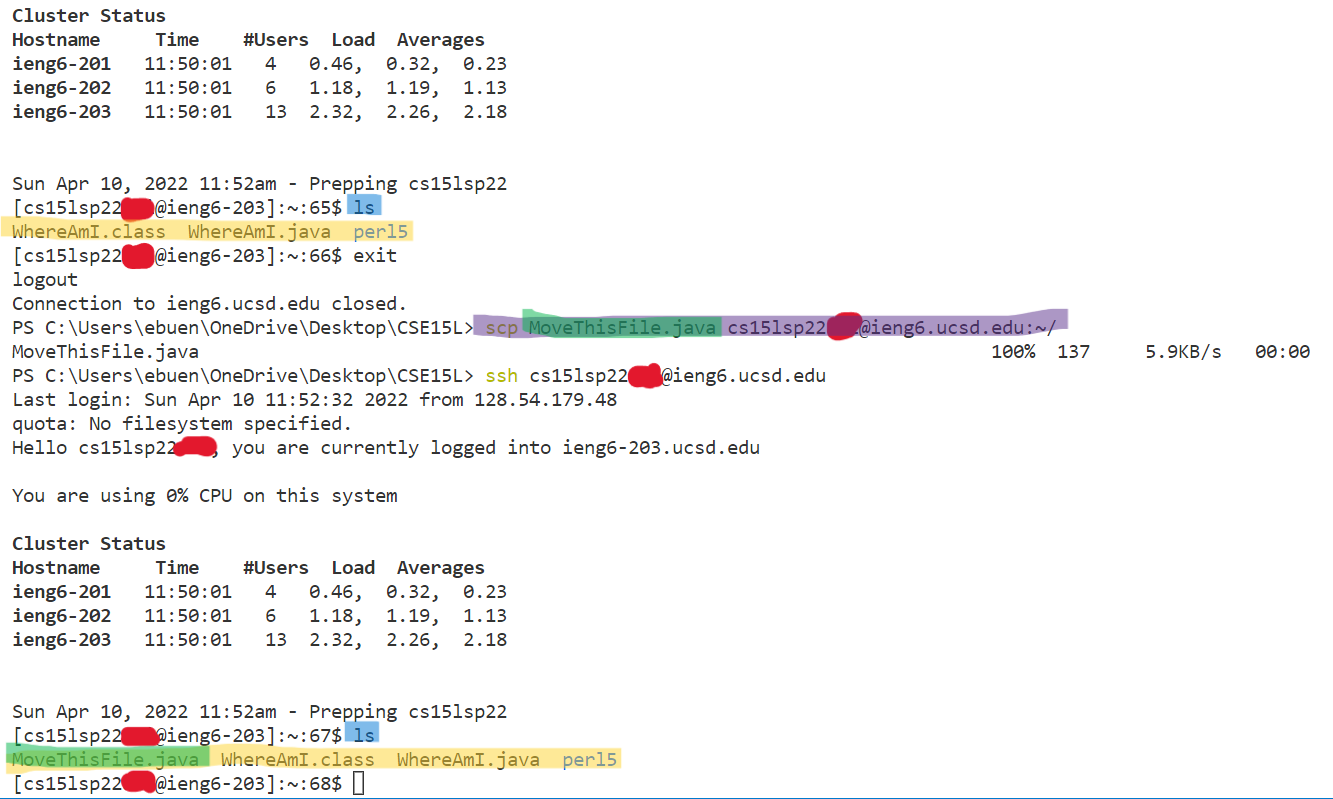 Cluster Status
Hostname     Time    #Users  Load  Averages
ieng6-201   11:50:01   4   0.46,  0.32,  0.23
ieng6-202   11:50:01   6   1.18,  1.19,  1.13
ieng6-203   11:50:01   13  2.32,  2.26,  2.18
Sun Apr 10, 2022 11:52am - Prepping cs15lsp22
[cs15lsp22 @ieng6-203]:~:65$ ls
WhereAmI.class  WhereAmI.java  perl5
[cs15lsp22 @ieng6-203]:~:66$ exit
logout
Connection to ieng6.ucsd.edu closed.
PS C:\Users\ebuen\OneDrive\Desktop\CSE15L> scp MoveThisFile.java cs15lsp22 @ieng6.ucsd.edu:~/
MoveThisFile.java 100%  137     5.9KB/s   00:00
PS C:\Users\ebuen\OneDrive\Desktop\CSE15L> ssh cs15lsp22 @ieng6.ucsd.edu
Last login: Sun Apr 10 11:52:32 2022 from 128.54.179.48
quota: No filesystem specified.
Hello cs15lsp22 , you are currently logged into ieng6-203.ucsd.edu
You are using 0% CPU on this system
Cluster Status
Hostname     Time    #Users  Load  Averages
ieng6-201   11:50:01   4   0.46,  0.32,  0.23
ieng6-202   11:50:01   6   1.18,  1.19,  1.13
ieng6-203   11:50:01   13  2.32,  2.26,  2.18
Sun Apr 10, 2022 11:52am - Prepping cs15lsp22
[cs15lsp22 @ieng6-203]:~:67$ ls
MoveThisFile.java  WhereAmI.class  WhereAmI.java  perl5
[cs15lsp22 @ieng6-203]:~:68$